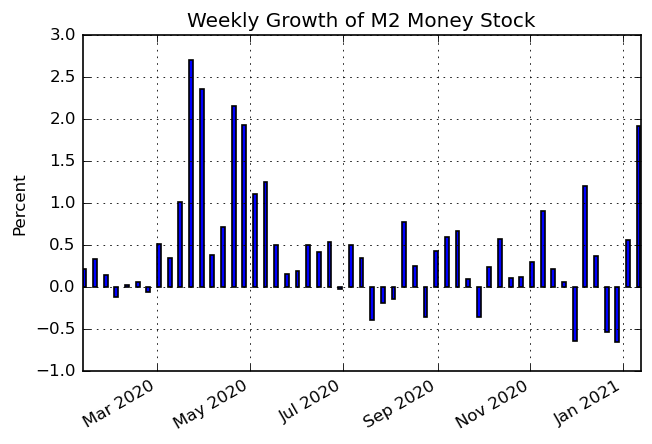 Weekly Growth of M2 Money Stock
3.0
2.5
2.0
1.5
1.0
0.5
0.0
−0.5
−1.0
Percent
Mar 2020
May 2020
Jul 2020
Sep 2020
Nov 2020
Jan 2021